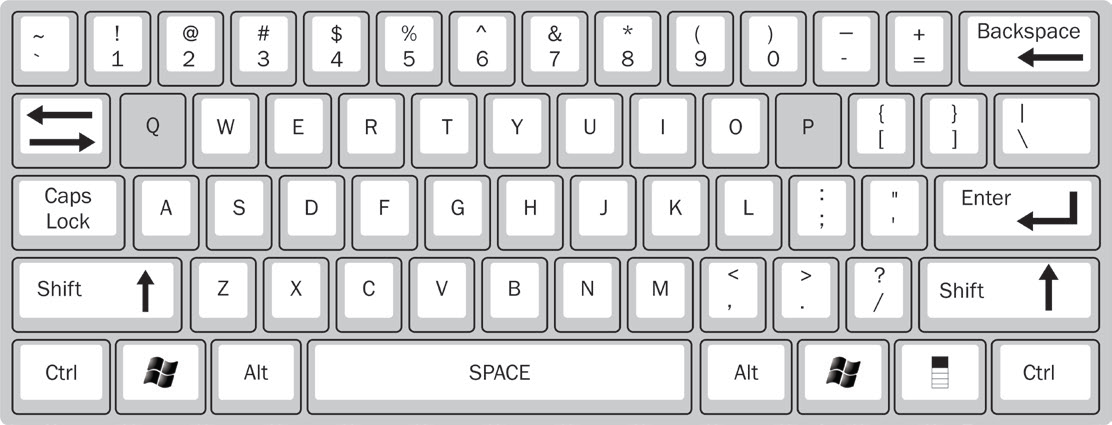 ~ ! @ # $ % ^ & * ( ) — + Backspace
` 1 2 3 4 5 6 7 8 9 0 - =
Q W E R T Y U I O P { } |
[ ] \
Caps Lock A S D F G H J K L : " Enter
; '
Shift Z X C V B N M < > ? Shift
, . /
Ctrl Alt SPACE Alt Ctrl